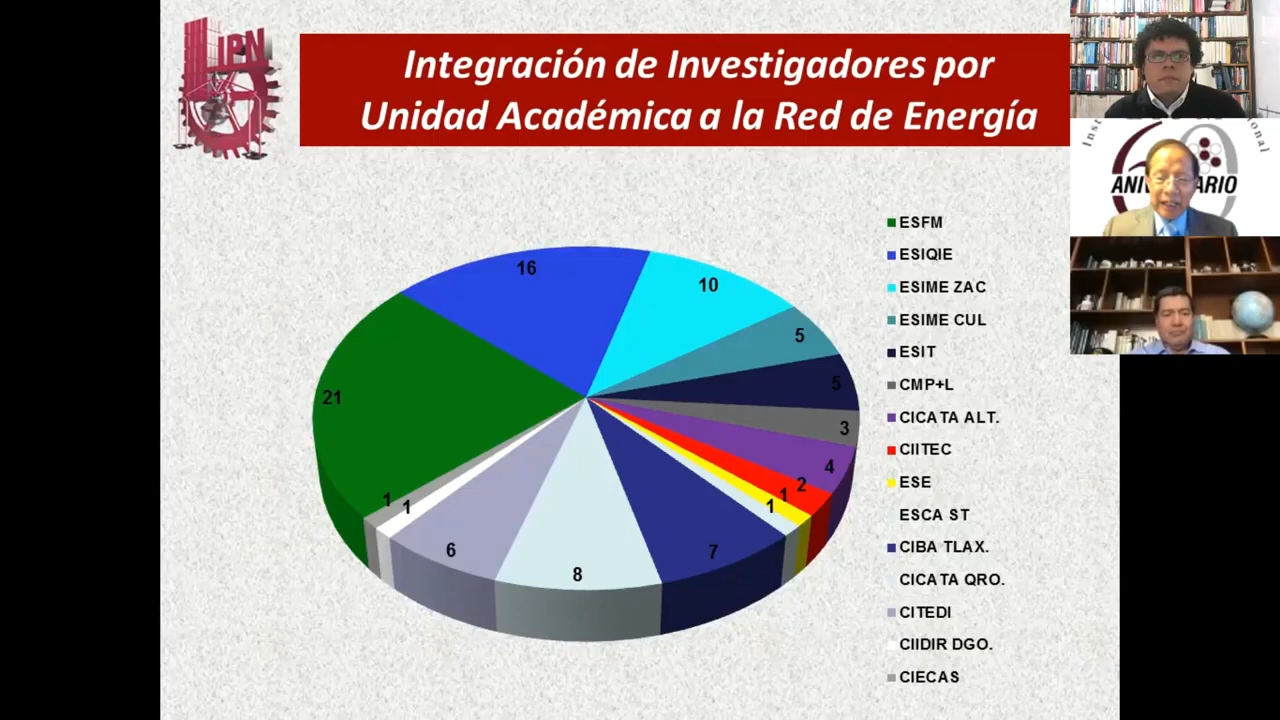 IPN
Integración de Investigadores por
Unidad Académica a la Red de Energía
ANIVERSARIO
16
10
5
5
3
4
2
1
1
7
8
6
1
1
21
ESFM
ESIQIE
ESIME ZAC
ESIME CUL
ESIT
CMP+L
CICATA ALT.
CIITEC
ESE
ESCA ST
CIBA TLAX.
CICATA QRO.
CITEDI
CIIDIR DGO.
CIECAS